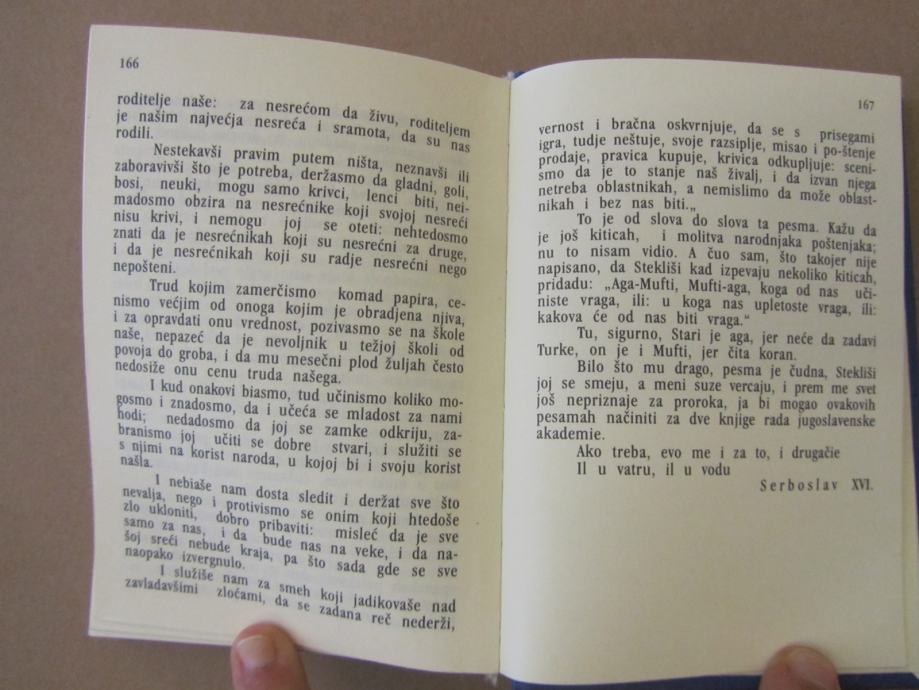 166
roditelje naše: za nesrećom da živu, roditeljem
je našim najvećja nesreća i sramota, da su nas
rodili.
Nestekavši pravim putem ništa, neznavši ili
zaboravivši što je potreba, deržasmo da gladni, goli,
bosi, neuki, mogu samo krivci, lenci biti, nei-
madosmo obzira na nesrećnike koji svojoj nesreći
nisu krivi, i nemogu joj se oteti: nehtedosmo
znati da je nesrećnikah koji su nesrećni za druge,
i da je nesrećnikah koji su radje nesrećni nego
nepošteni.
Trud kojim zamerčismo komad papira, ce-
nismo većjim od onoga kojim je obradjena njiva,
i za opravdati onu vrednost, pozivasmo se na škole
naše, nepazeć da je nevoljnik u težjoj školi od
povoja do groba, i da mu mesečni plod žuljah često
nedosiže onu cenu truda našega.
I kud onakovi biasmo, tud učinismo koliko mo-
gosmo i znadosmo, da i učeća se mladost za nami
hodi; nedadosmo da joj se zamke odkriju, za-
branismo joj učiti se dobre stvari, i služiti se
s njimi na korist naroda, u kojoj bi i svoju korist
našla.
I nebiaše nam dosta sledit i deržat sve što
nevalja, nego i protivismo se onim koji htedoše
zlo ukloniti, dobro pribaviti: misleć da je sve
samo za nas, i da bude nas na veke, i da na-
šoj sreći nebude kraja, pa što sada gde se sve
naopako izvergnulo.
I služiše nam za smeh koji jadikovaše nad
zavladavšimi zloćami, da se zadana reč nederži,
167
vernost i bračna oskvrnjuje, da se s prisegami
igra, tudje neštuje, svoje razsiplje, misao i po-štenje
prodaje, pravica kupuje, krivica odkupljuje: sceni-
smo da je to stanje naš živalj, i da izvan njega
netreba oblastnikah, a nemislimo da može oblast-
nikah i bez nas biti.„
To je od slova do slova ta pesma. Kažu da
je još kiticah, i molitva narodnjaka poštenjaka;
nu to nisam vidio. A čuo sam, što takojer nije
napisano, da Stekliši kad izpevaju nekoliko kiticah,
pridadu: „Aga-Mufti, Mufti-aga, koga od nas uči-
niste vraga, ili: u koga nas upletoste vraga, ili:
kakova će od nas biti vraga.“
Tu, sigurno, Stari je aga, jer neće da zadavi
Turke, on je i Mufti, jer čita koran.
Bilo što mu drago, pesma je čudna, Stekliši
joj se smeju, a meni suze vercaju, i prem me svet
još nepriznaje za proroka, ja bi mogao ovakovih
pesamah načiniti za dve knjige rada jugoslavenske
akademie.
Ako treba, evo me i za to, i drugačie
Il u vatru, il u vodu
Serboslav XVI.